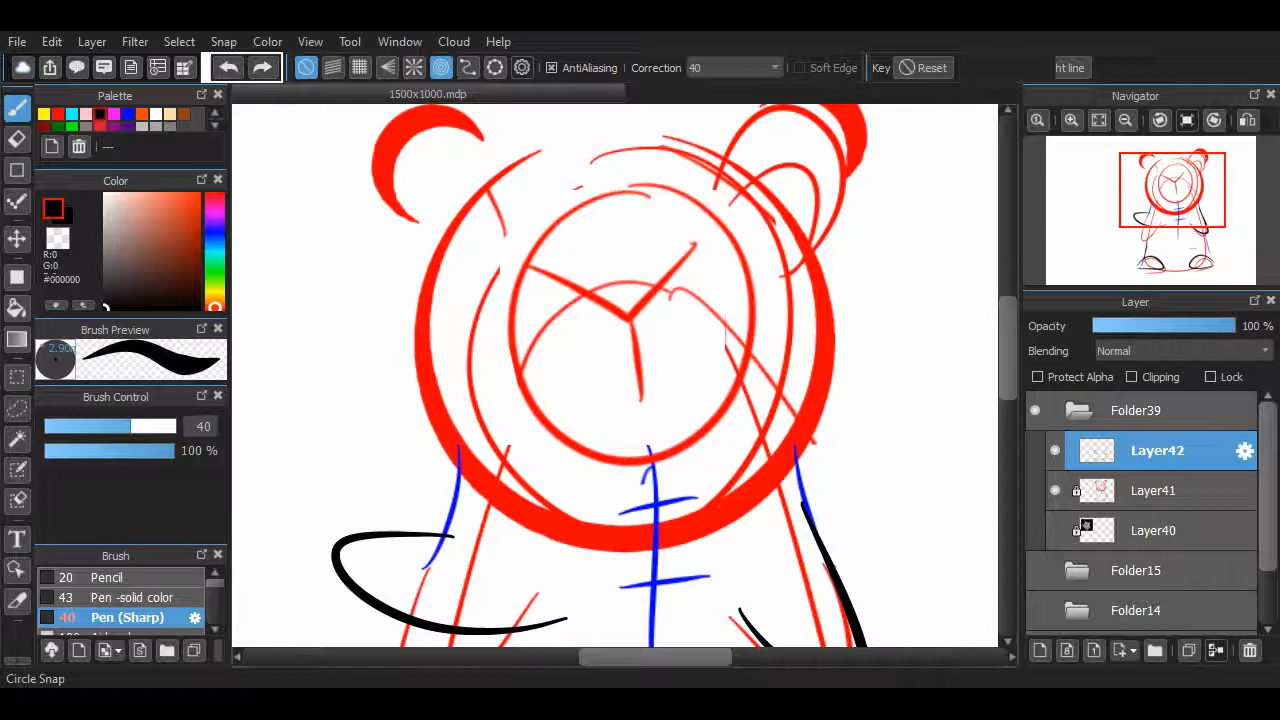 File Edit Layer Filter Select Snap Color View Tool Window Cloud Help
AntiAliasing Correction 40 Soft Edge Key Reset ht line
Palette
---
Color
R:0
G:0
#000000
Brush Preview
Brush Control
40
100 %
Brush
20 Pencil
43 Pen -solid color
40 Pen (Sharp)
1500x1000.mdp
Navigator
Layer
Opacity 100 %
Blending Normal
Protect Alpha Clipping Lock
Folder39
Layer42
Layer41
Layer40
Folder15
Folder14
Circle Snap